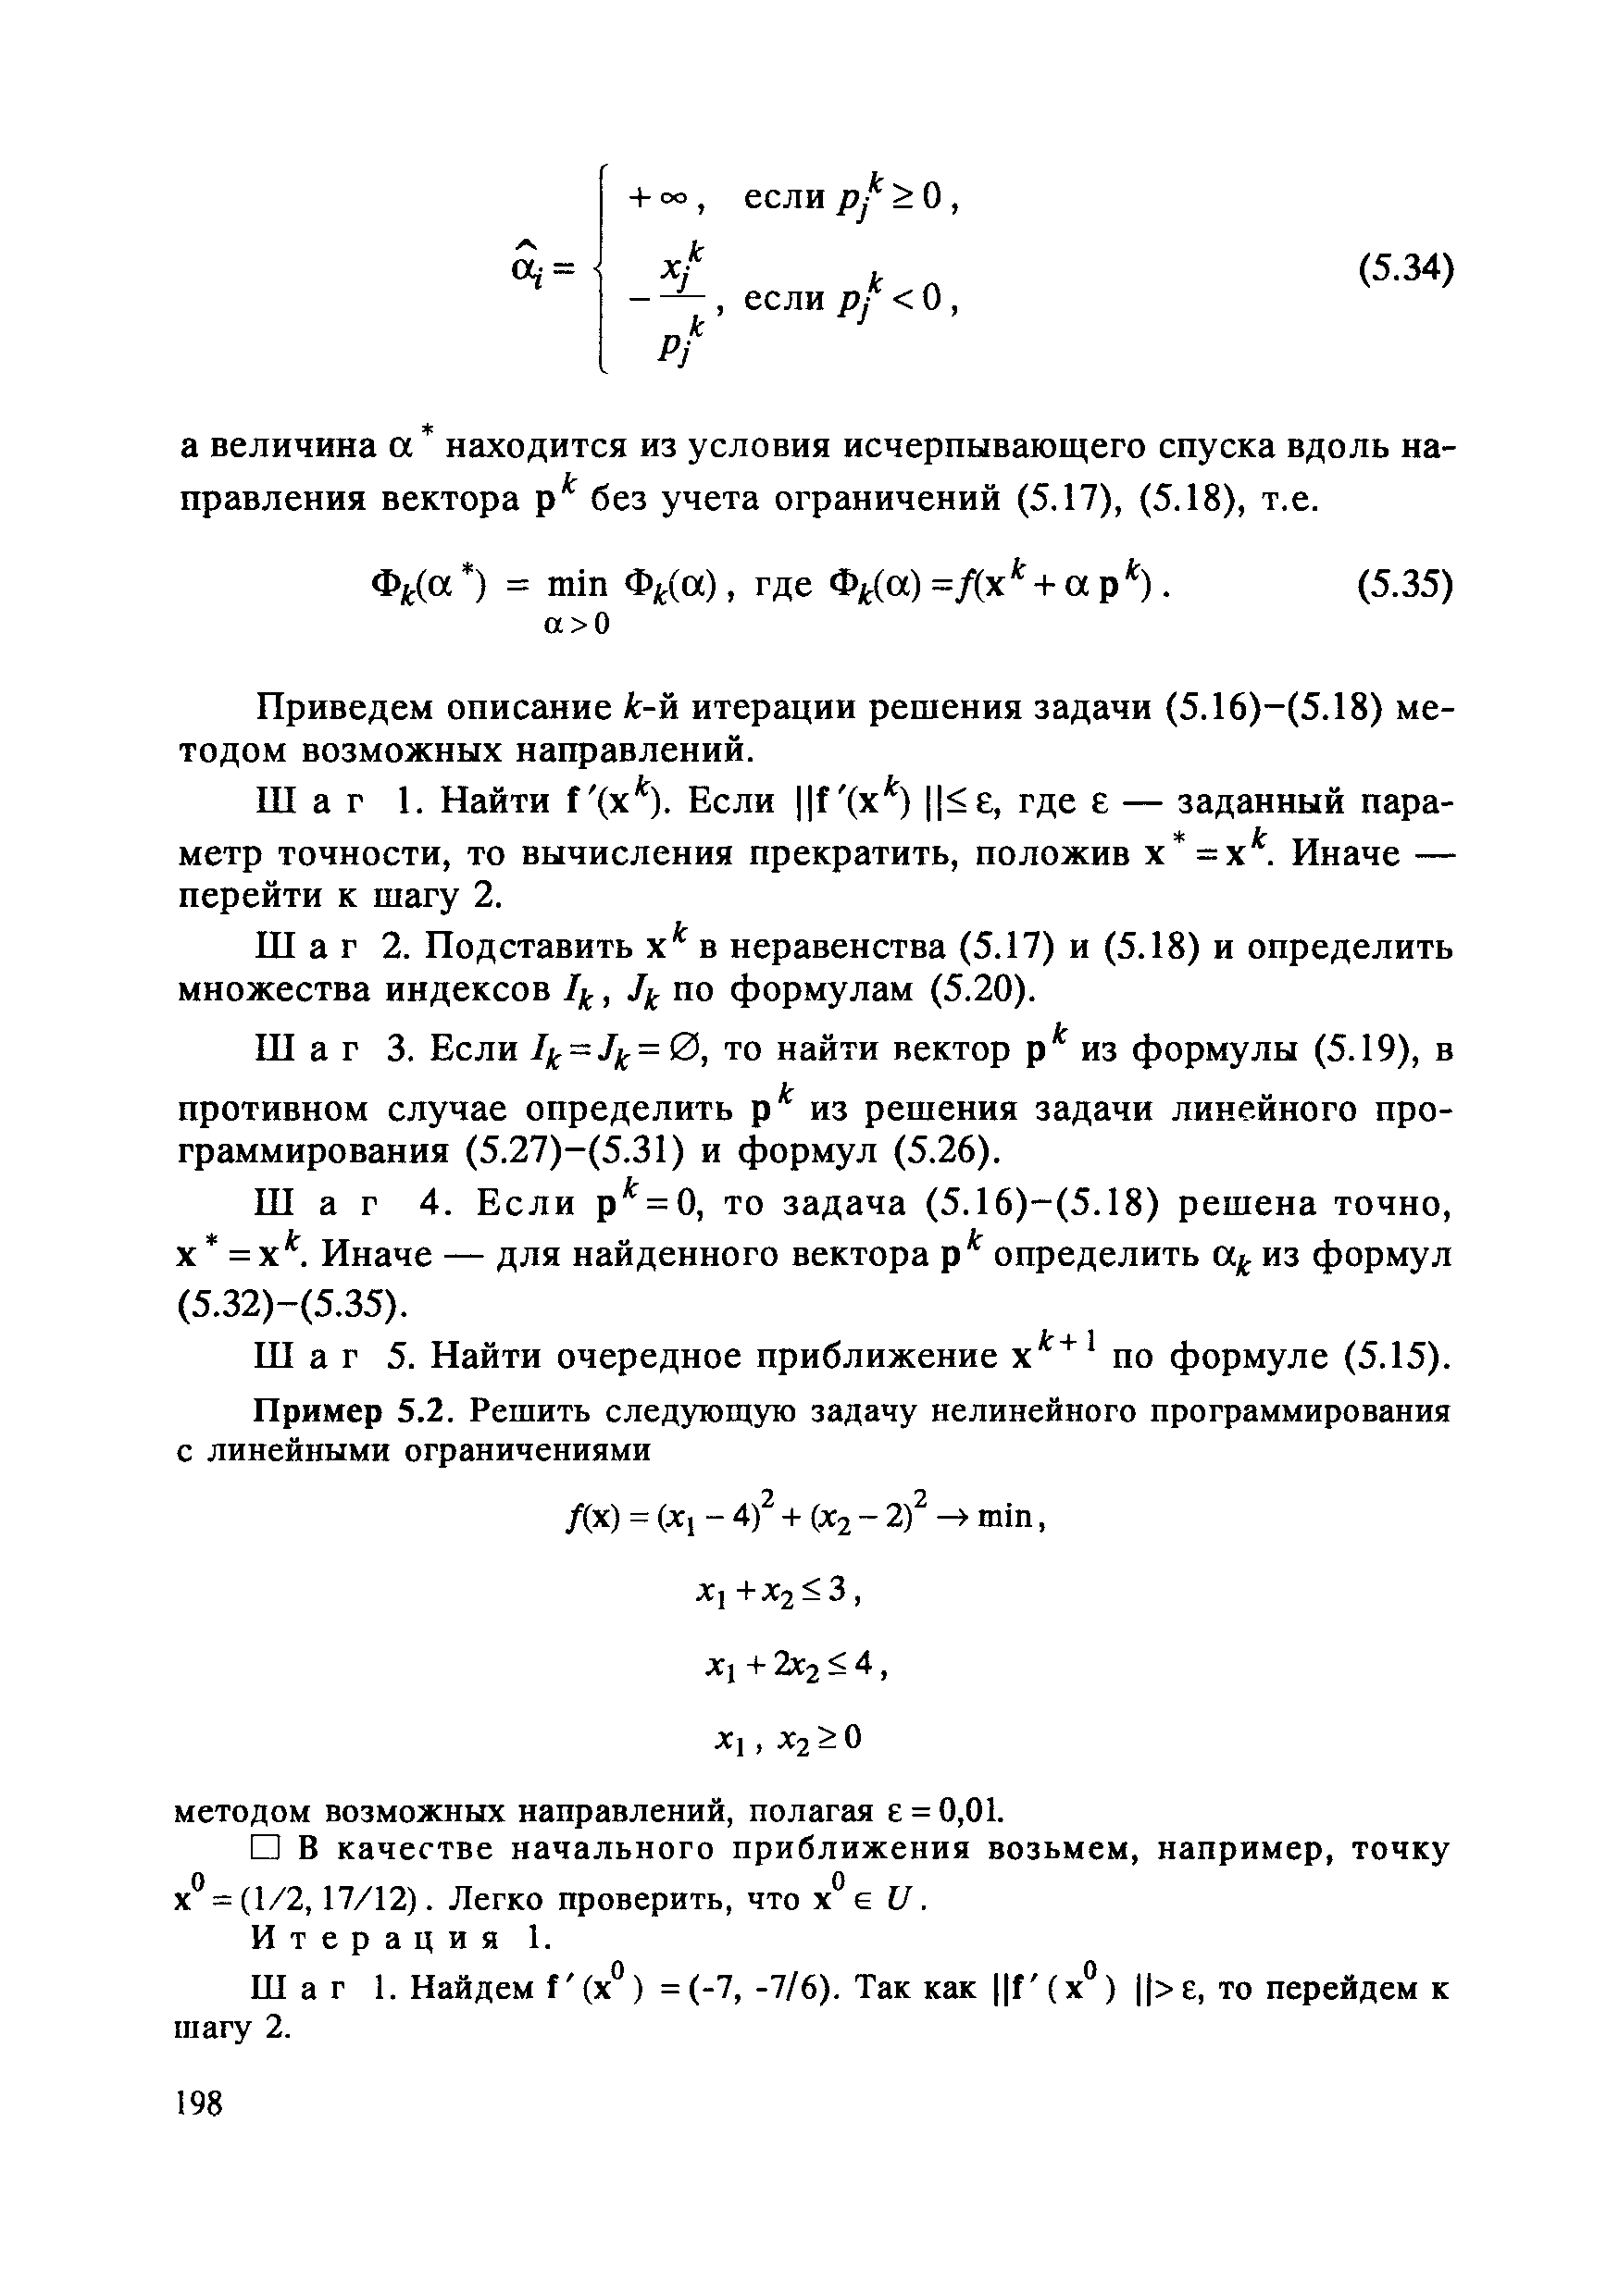 α̂ᵢ = { +∞, если pⱼᵏ ≥ 0,
− xⱼᵏ / pⱼᵏ, если pⱼᵏ < 0, (5.34)
а величина α* находится из условия исчерпывающего спуска вдоль на-
правления вектора pᵏ без учета ограничений (5.17), (5.18), т.е.
Φₖ(α*) = min Φₖ(α), где Φₖ(α) = f(xᵏ + α pᵏ). (5.35)
α > 0
Приведем описание k-й итерации решения задачи (5.16)–(5.18) ме-
тодом возможных направлений.
Ш а г 1. Найти f′(xᵏ). Если ||f′(xᵏ)|| ≤ ε, где ε — заданный пара-
метр точности, то вычисления прекратить, положив x* = xᵏ. Иначе —
перейти к шагу 2.
Ш а г 2. Подставить xᵏ в неравенства (5.17) и (5.18) и определить
множества индексов Iₖ, Jₖ по формулам (5.20).
Ш а г 3. Если Iₖ = Jₖ = ∅, то найти вектор pᵏ из формулы (5.19), в
противном случае определить pᵏ из решения задачи линейного про-
граммирования (5.27)–(5.31) и формул (5.26).
Ш а г 4. Если pᵏ = 0, то задача (5.16)–(5.18) решена точно,
x* = xᵏ. Иначе — для найденного вектора pᵏ определить αₖ из формул
(5.32)–(5.35).
Ш а г 5. Найти очередное приближение xᵏ⁺¹ по формуле (5.15).
Пример 5.2. Решить следующую задачу нелинейного программирования
с линейными ограничениями
f(x) = (x₁ − 4)² + (x₂ − 2)² → min,
x₁ + x₂ ≤ 3,
x₁ + 2x₂ ≤ 4,
x₁, x₂ ≥ 0
методом возможных направлений, полагая ε = 0,01.
□ В качестве начального приближения возьмем, например, точку
x⁰ = (1/2, 17/12). Легко проверить, что x⁰ ∈ U.
И т е р а ц и я 1.
Ш а г 1. Найдем f′(x⁰) = (-7, -7/6). Так как ||f′(x⁰)|| > ε, то перейдем к
шагу 2.
198